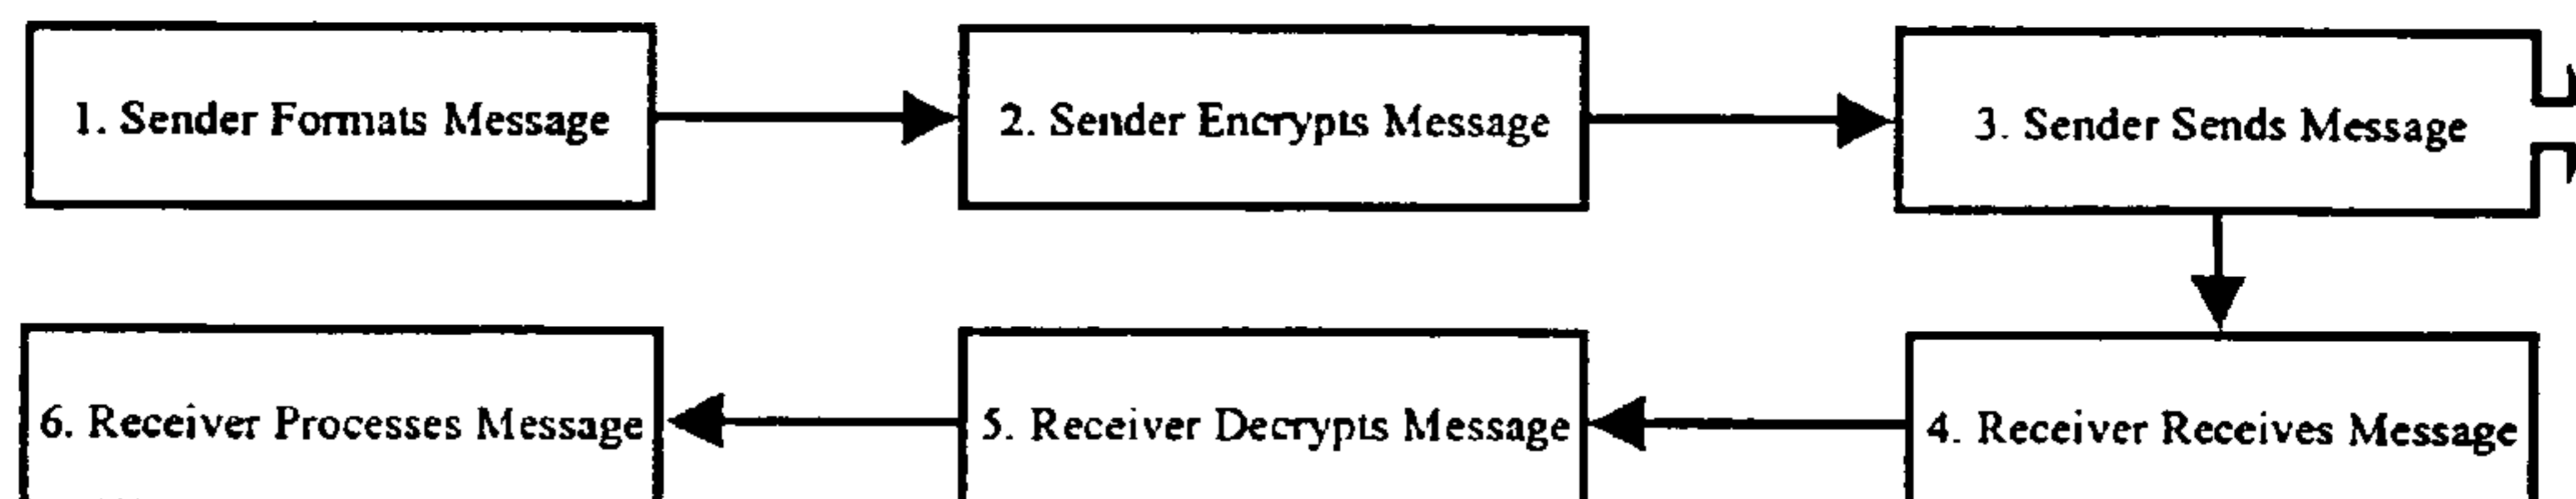 1. Sender Formats Message
2. Sender Encrypts Message
3. Sender Sends Message
4. Receiver Receives Message
5. Receiver Decrypts Message
6. Receiver Processes Message